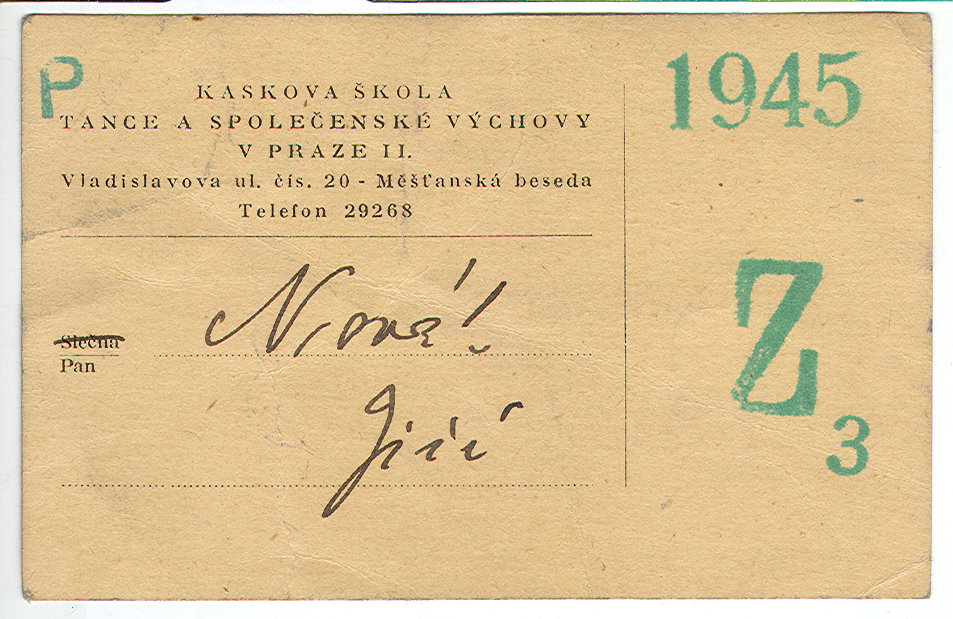 P
KASKOVA ŠKOLA
TANCE A SPOLEČENSKÉ VÝCHOVY
V PRAZE II.
Vladislavova ul. čís. 20 - Měšťanská beseda
Telefon 29268
1945
Slečna
Pan
Novák
Jiří
Z
3